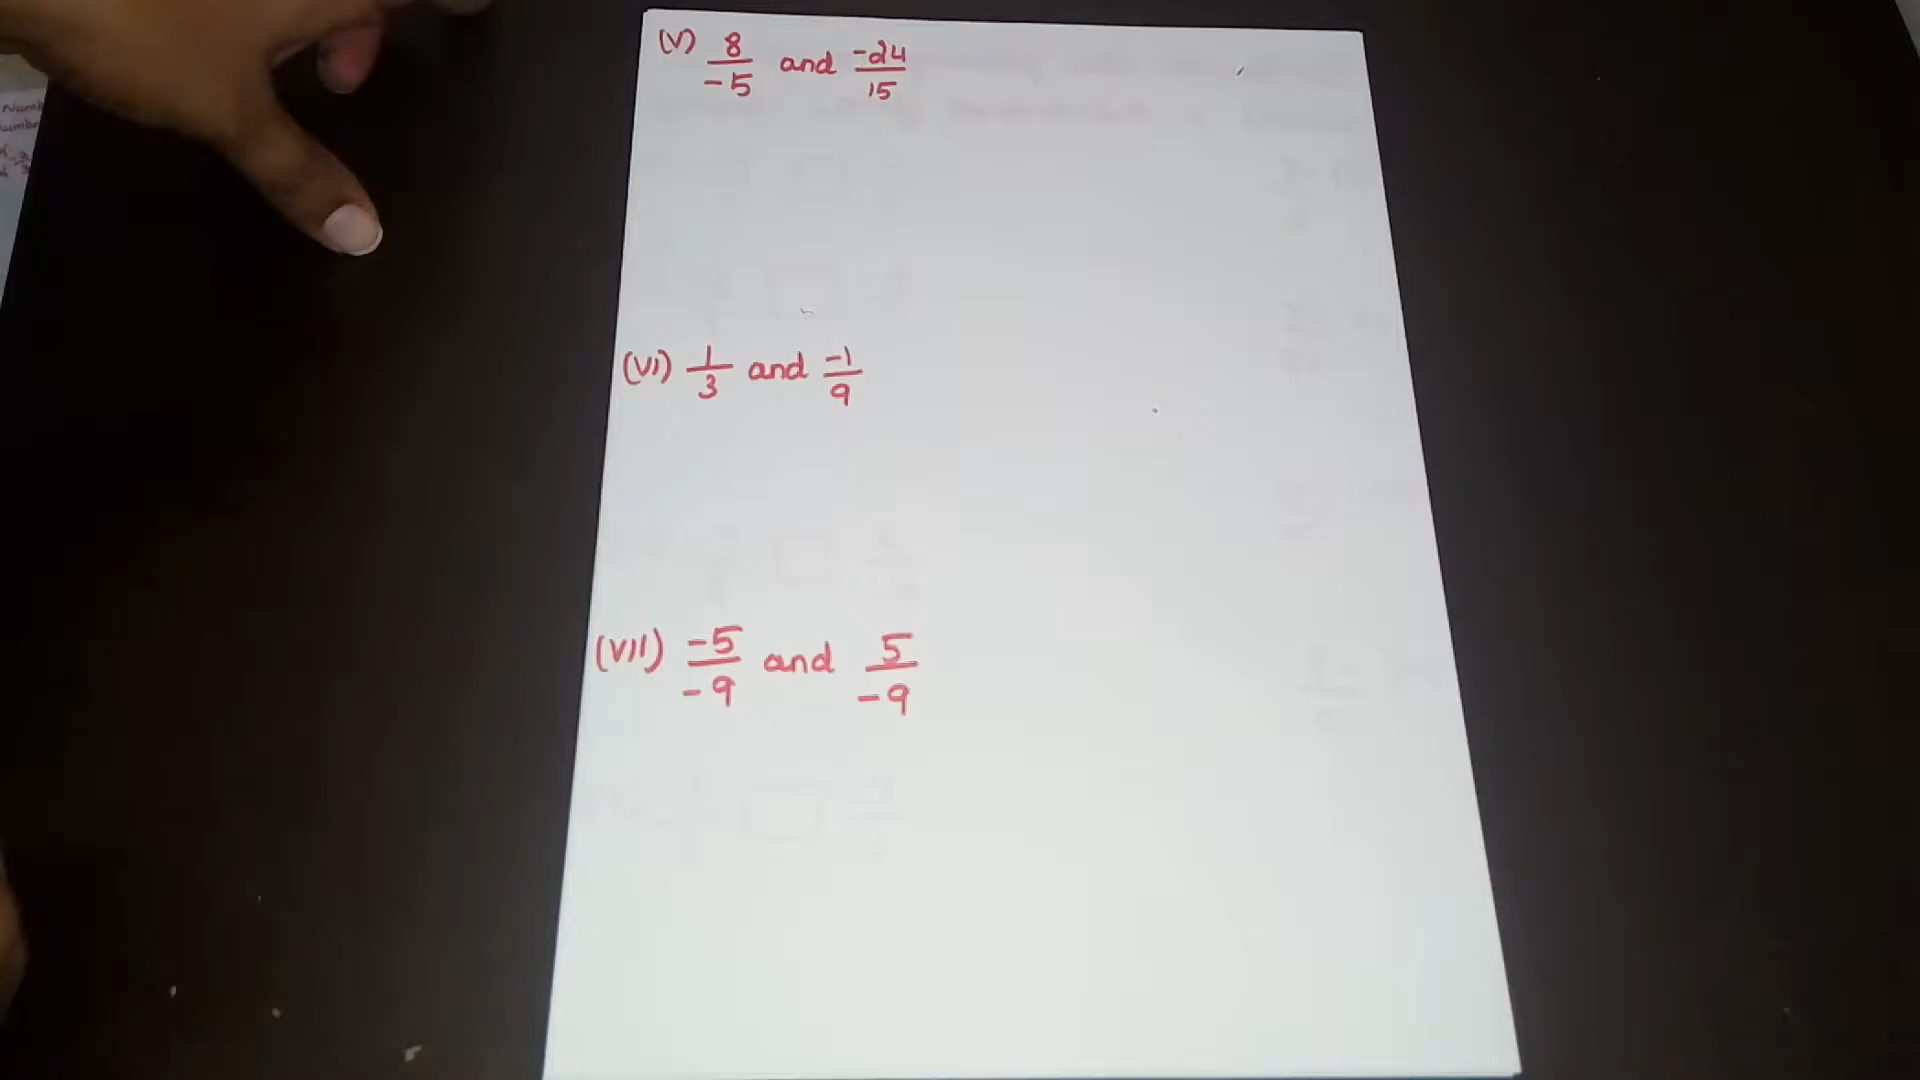 (V) 8/-5 and -24/15
(VI) 1/3 and -1/9
(VII) -5/-9 and 5/-9